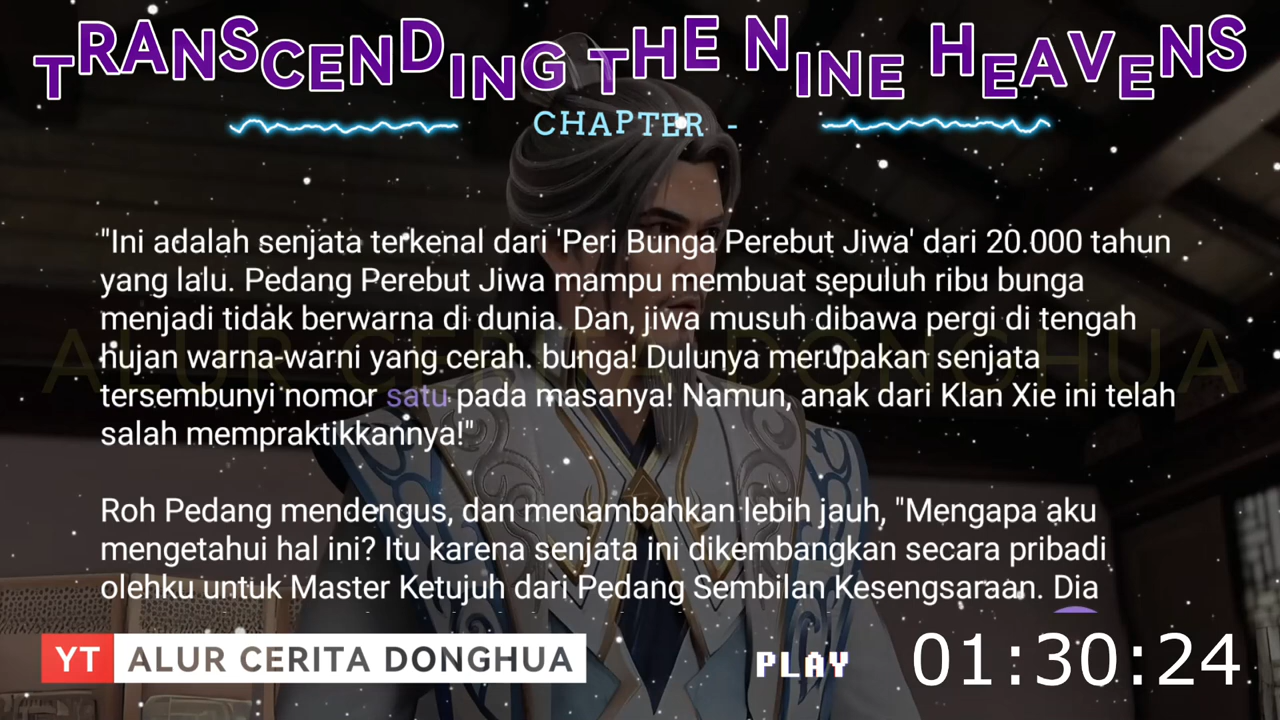 TRANSCENDING THE NINE HEAVENS
CHAPTER -
"Ini adalah senjata terkenal dari 'Peri Bunga Perebut Jiwa' dari 20.000 tahun
yang lalu. Pedang Perebut Jiwa mampu membuat sepuluh ribu bunga
menjadi tidak berwarna di dunia. Dan, jiwa musuh dibawa pergi di tengah
hujan warna-warni yang cerah. bunga! Dulunya merupakan senjata
tersembunyi nomor satu pada masanya! Namun, anak dari Klan Xie ini telah
salah mempraktikkannya!"
Roh Pedang mendengus, dan menambahkan lebih jauh, "Mengapa aku
mengetahui hal ini? Itu karena senjata ini dikembangkan secara pribadi
olehku untuk Master Ketujuh dari Pedang Sembilan Kesengsaraan. Dia
ALUR CERITA DONGHUA
YT ALUR CERITA DONGHUA
PLAY
01:30:24